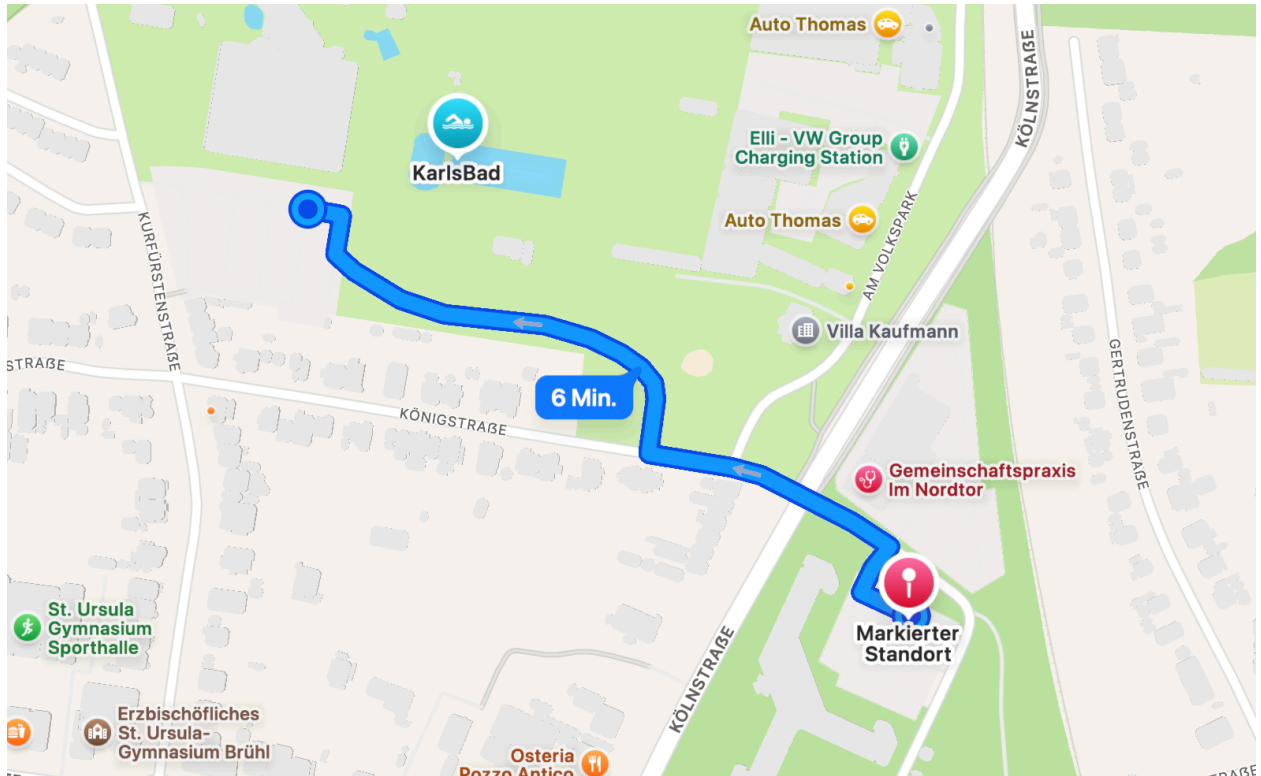 Auto Thomas
KÖLNSTRASSE
KarlsBad
Elli - VW Group
Charging Station
Auto Thomas
AM VOLKSPARK
KURFÜRSTENSTRAẞE
Villa Kaufmann
STRAẞE
GERTRUDENSTRAẞE
6 Min.
KÖNIGSTRAẞE
Gemeinschaftspraxis
Im Nordtor
St. Ursula
Gymnasium
Sporthalle
Markierter
Standort
KÖLNSTRAẞE
Erzbischöfliches
St. Ursula-
Gymnasium Brühl
Osteria
Pozzo Antico